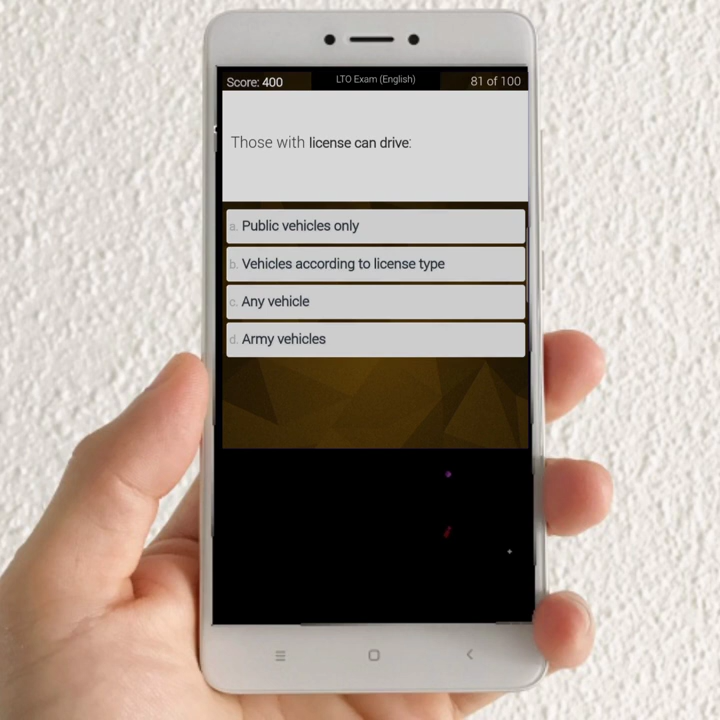 Score: 400 LTO Exam (English) 81 of 100
Those with license can drive:
a. Public vehicles only
b. Vehicles according to license type
c. Any vehicle
d. Army vehicles